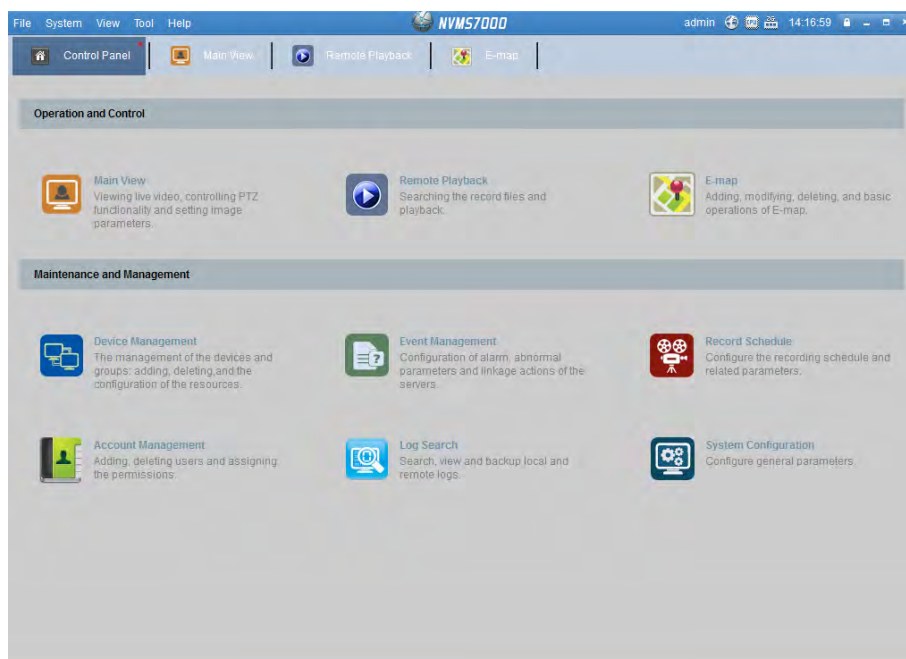 File System View Tool Help NVMS7000 admin 14:16:59
Control Panel Main View Remote Playback E-map
Operation and Control
Main View
Viewing live video, controlling PTZ
functionality and setting image
parameters.
Remote Playback
Searching the record files and
playback.
E-map
Adding, modifying, deleting, and basic
operations of E-map.
Maintenance and Management
Device Management
The management of the devices and
groups: adding, deleting,and the
configuration of the resources.
Event Management
Configuration of alarm, abnormal
parameters and linkage actions of the
servers.
Record Schedule
Configure the recording schedule and
related parameters.
Account Management
Adding, deleting users and assigning
the permissions.
Log Search
Search, view and backup local and
remote logs.
System Configuration
Configure general parameters.